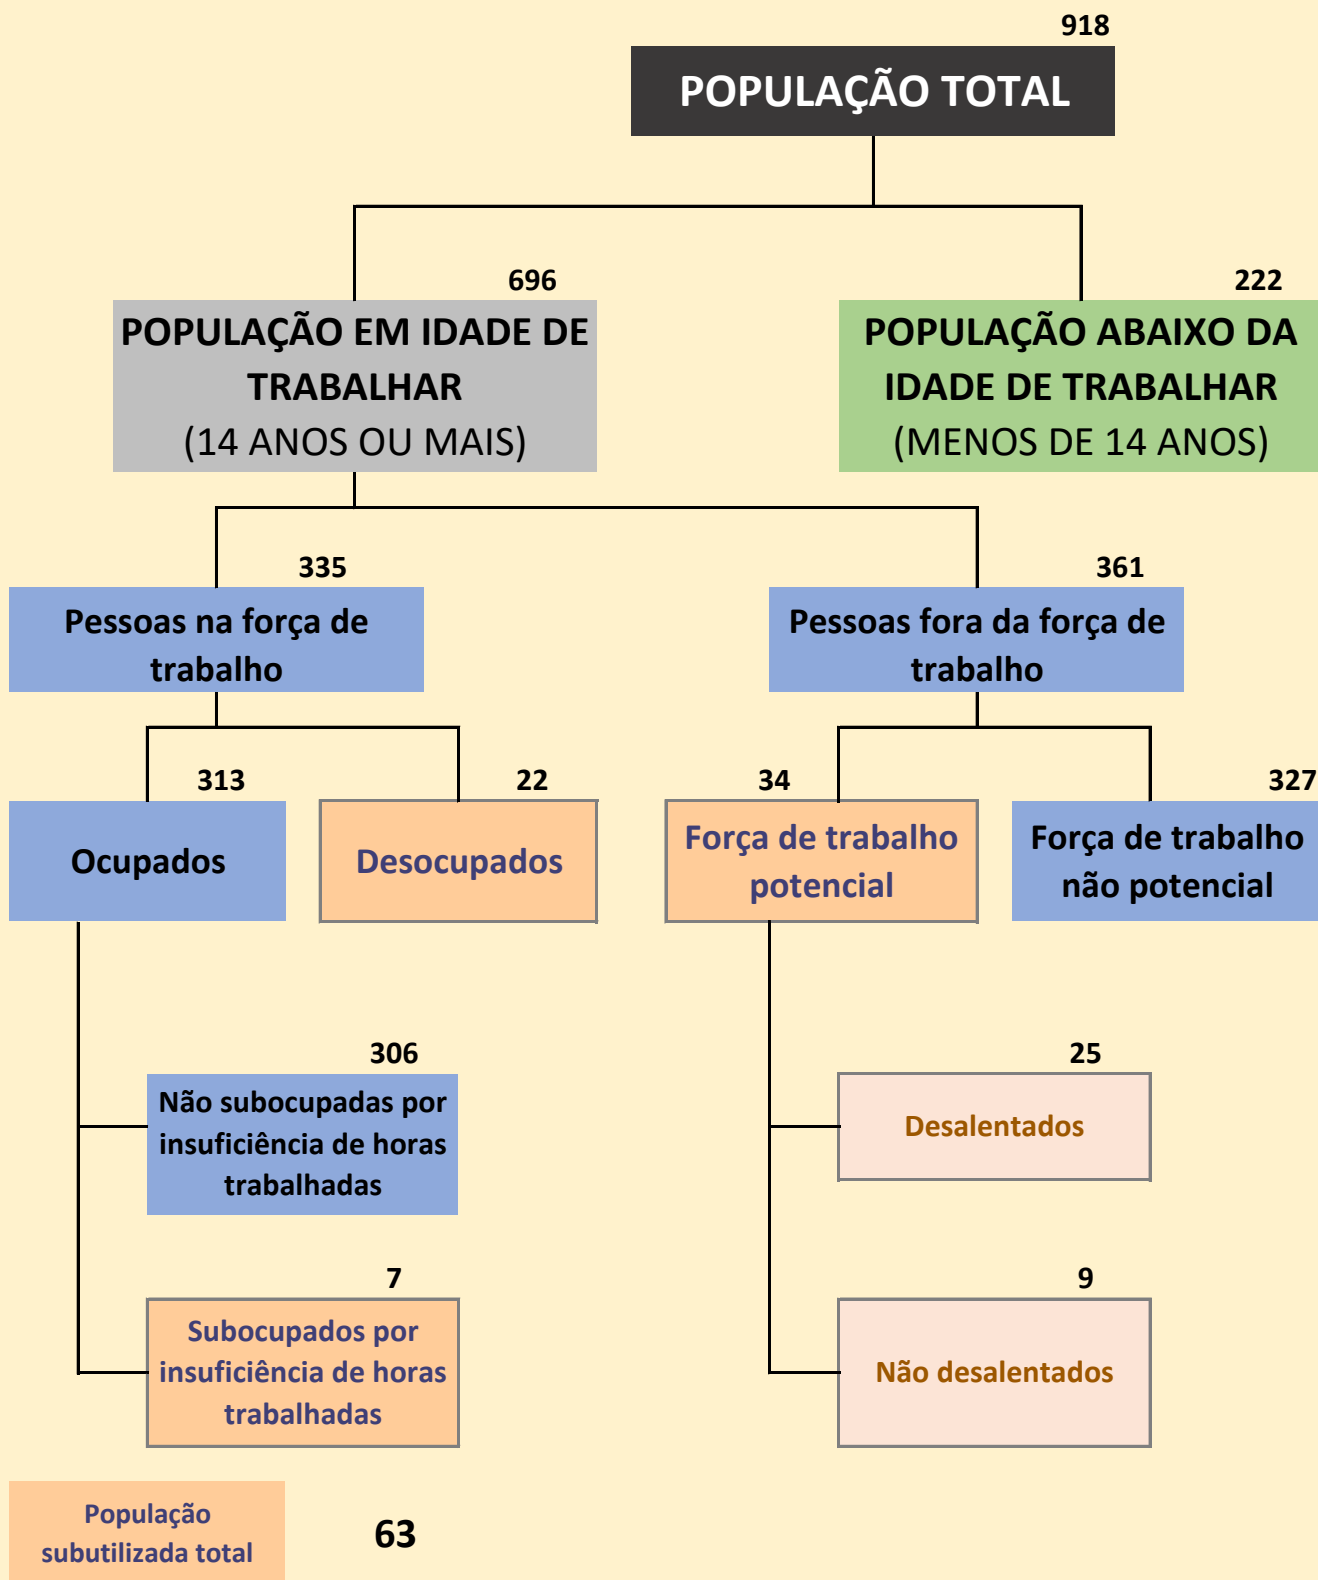 918
POPULAÇÃO TOTAL
696
POPULAÇÃO EM IDADE DE
TRABALHAR
(14 ANOS OU MAIS)
222
POPULAÇÃO ABAIXO DA
IDADE DE TRABALHAR
(MENOS DE 14 ANOS)
335
Pessoas na força de
trabalho
361
Pessoas fora da força de
trabalho
313
Ocupados
22
Desocupados
34
Força de trabalho
potencial
327
Força de trabalho
não potencial
306
Não subocupadas por
insuficiência de horas
trabalhadas
25
Desalentados
7
Subocupados por
insuficiência de horas
trabalhadas
9
Não desalentados
População
subutilizada total
63